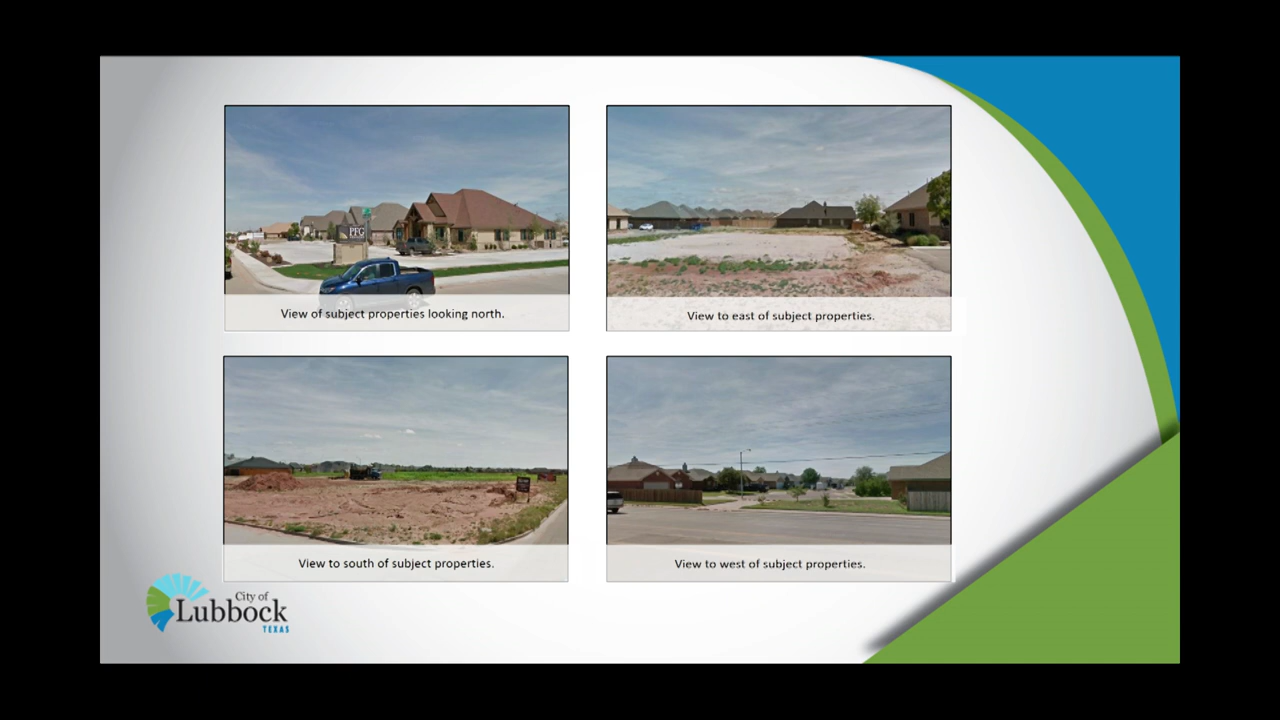 PFG
View of subject properties looking north.
View to east of subject properties.
View to south of subject properties.
View to west of subject properties.
City of
Lubbock
TEXAS